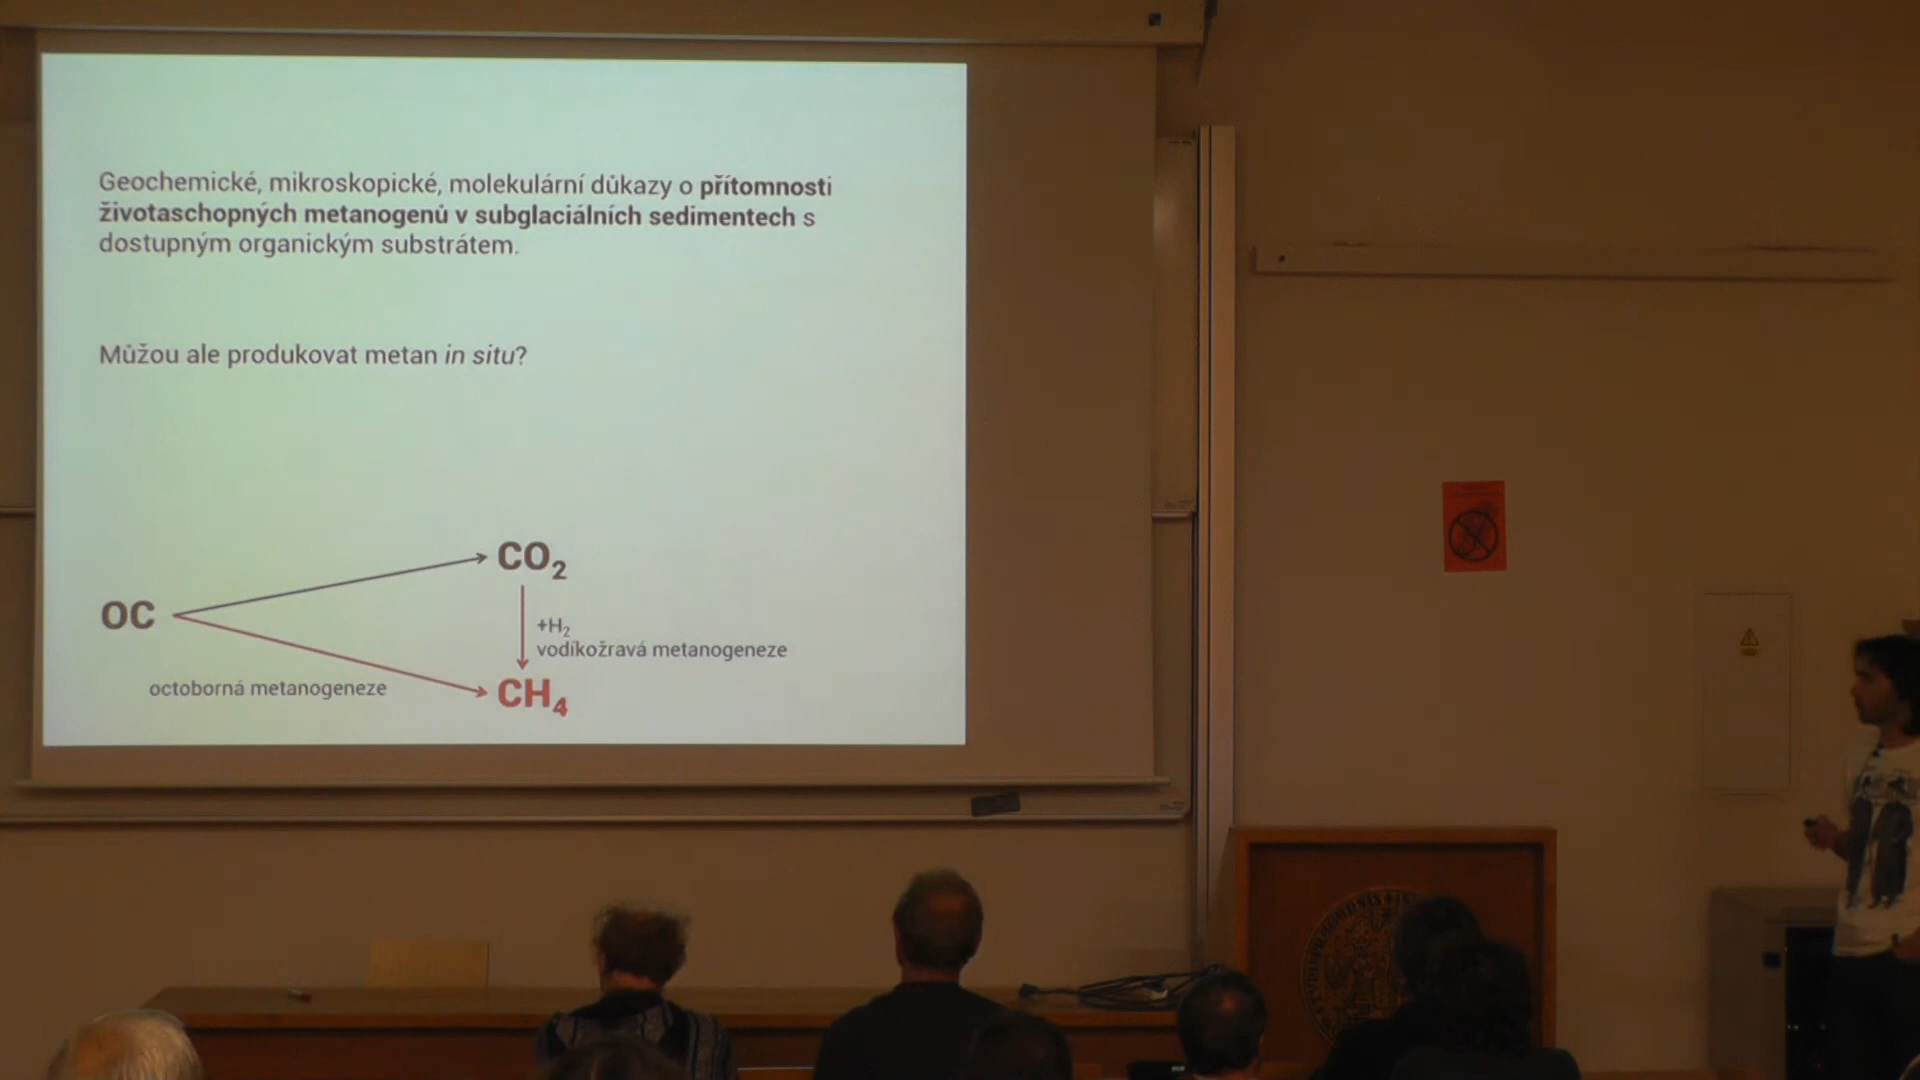 Geochemické, mikroskopické, molekulární důkazy o přítomnosti
životaschopných metanogenů v subglaciálních sedimentech s
dostupným organickým substrátem.
Můžou ale produkovat metan in situ?
CO2
OC
+H2
vodíkožravá metanogeneze
octoborná metanogeneze
CH4